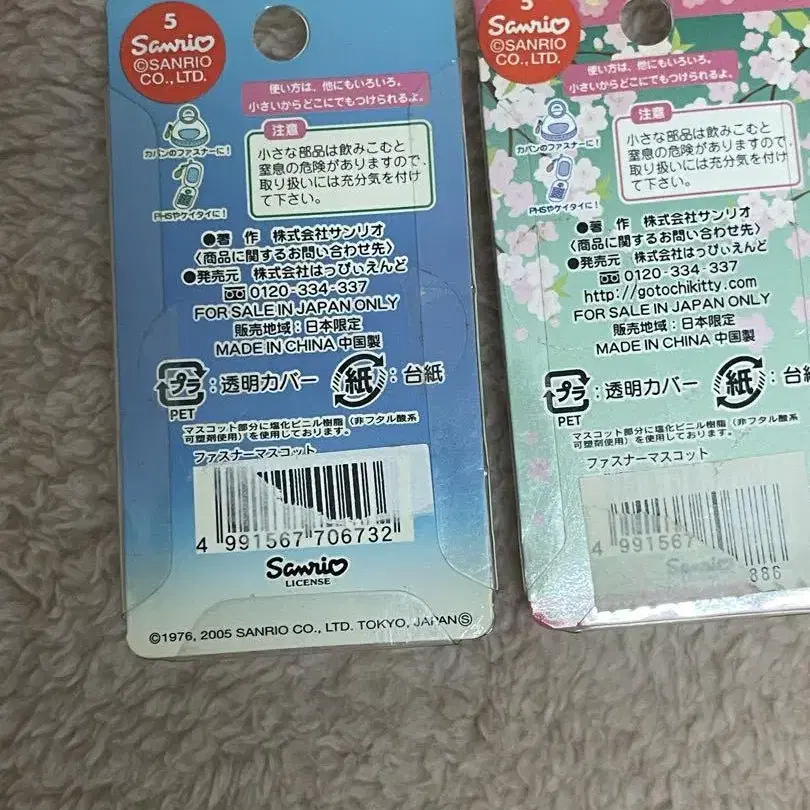 5
Sanrio
©SANRIO
CO.,LTD.
使い方は、他にもいろいろ。
小さいからどこにでもつけられるよ。
カバンのファスナーに!
PHSやケイタイに!
注意
小さな部品は飲みこむと
窒息の危険がありますので、
取り扱いには充分気を付け
て下さい。
●著 作 株式会社サンリオ
〈商品に関するお問い合わせ先〉
●発売元 株式会社はっぴぃえんど
0120-334-337
FOR SALE IN JAPAN ONLY
販売地域:日本限定
MADE IN CHINA 中国製
プラ:透明カバー
PET
紙:台紙
マスコット部分に塩化ビニル樹脂(非フタル酸系
可塑剤使用)を使用しております。
ファスナーマスコット
4 991567 706732
Sanrio
LICENSE
©1976, 2005 SANRIO CO., LTD. TOKYO, JAPAN Ⓢ
5
Sanrio
©SANRIO
CO.,LTD.
使い方は、他にもいろいろ。
小さいからどこにでもつけられるよ。
カバンのファスナーに!
PHSやケイタイに!
注意
小さな部品は飲みこむと
窒息の危険がありますので、
取り扱いには充分気を付け
て下さい。
●著 作 株式会社サンリオ
〈商品に関するお問い合わせ先〉
●発売元 株式会社はっぴぃえんど
0120-334-337
http://gotochikitty.com
FOR SALE IN JAPAN ONLY
販売地域:日本限定
MADE IN CHINA 中国製
プラ:透明カバー
PET
紙:台紙
マスコット部分に塩化ビニル樹脂(非フタル酸系
可塑剤使用)を使用しております。
ファスナーマスコット
4 991567
386
Sanrio